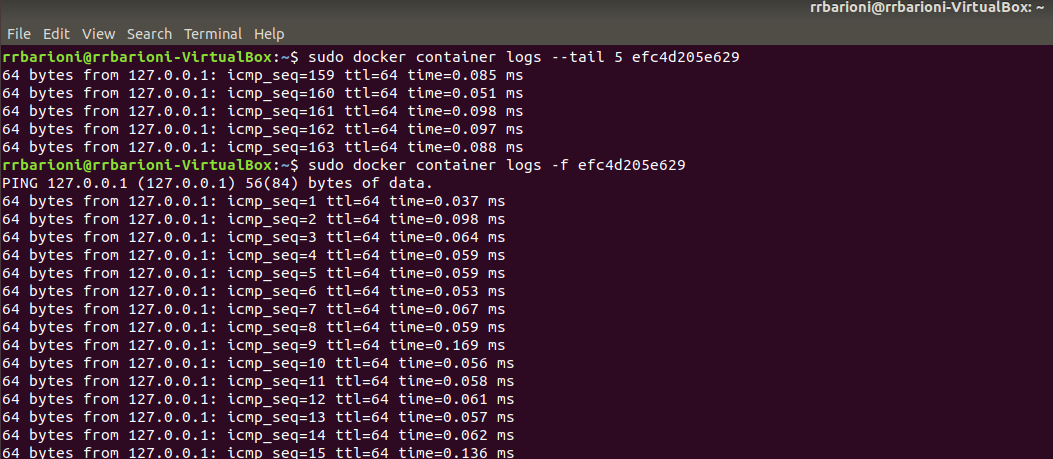 rrbarioni@rrbarioni-VirtualBox: ~
File Edit View Search Terminal Help
rrbarioni@rrbarioni-VirtualBox:~$ sudo docker container logs --tail 5 efc4d205e629
64 bytes from 127.0.0.1: icmp_seq=159 ttl=64 time=0.085 ms
64 bytes from 127.0.0.1: icmp_seq=160 ttl=64 time=0.051 ms
64 bytes from 127.0.0.1: icmp_seq=161 ttl=64 time=0.098 ms
64 bytes from 127.0.0.1: icmp_seq=162 ttl=64 time=0.097 ms
64 bytes from 127.0.0.1: icmp_seq=163 ttl=64 time=0.088 ms
rrbarioni@rrbarioni-VirtualBox:~$ sudo docker container logs -f efc4d205e629
PING 127.0.0.1 (127.0.0.1) 56(84) bytes of data.
64 bytes from 127.0.0.1: icmp_seq=1 ttl=64 time=0.037 ms
64 bytes from 127.0.0.1: icmp_seq=2 ttl=64 time=0.098 ms
64 bytes from 127.0.0.1: icmp_seq=3 ttl=64 time=0.064 ms
64 bytes from 127.0.0.1: icmp_seq=4 ttl=64 time=0.059 ms
64 bytes from 127.0.0.1: icmp_seq=5 ttl=64 time=0.059 ms
64 bytes from 127.0.0.1: icmp_seq=6 ttl=64 time=0.053 ms
64 bytes from 127.0.0.1: icmp_seq=7 ttl=64 time=0.067 ms
64 bytes from 127.0.0.1: icmp_seq=8 ttl=64 time=0.059 ms
64 bytes from 127.0.0.1: icmp_seq=9 ttl=64 time=0.169 ms
64 bytes from 127.0.0.1: icmp_seq=10 ttl=64 time=0.056 ms
64 bytes from 127.0.0.1: icmp_seq=11 ttl=64 time=0.058 ms
64 bytes from 127.0.0.1: icmp_seq=12 ttl=64 time=0.061 ms
64 bytes from 127.0.0.1: icmp_seq=13 ttl=64 time=0.057 ms
64 bytes from 127.0.0.1: icmp_seq=14 ttl=64 time=0.062 ms
64 bytes from 127.0.0.1: icmp_seq=15 ttl=64 time=0.136 ms